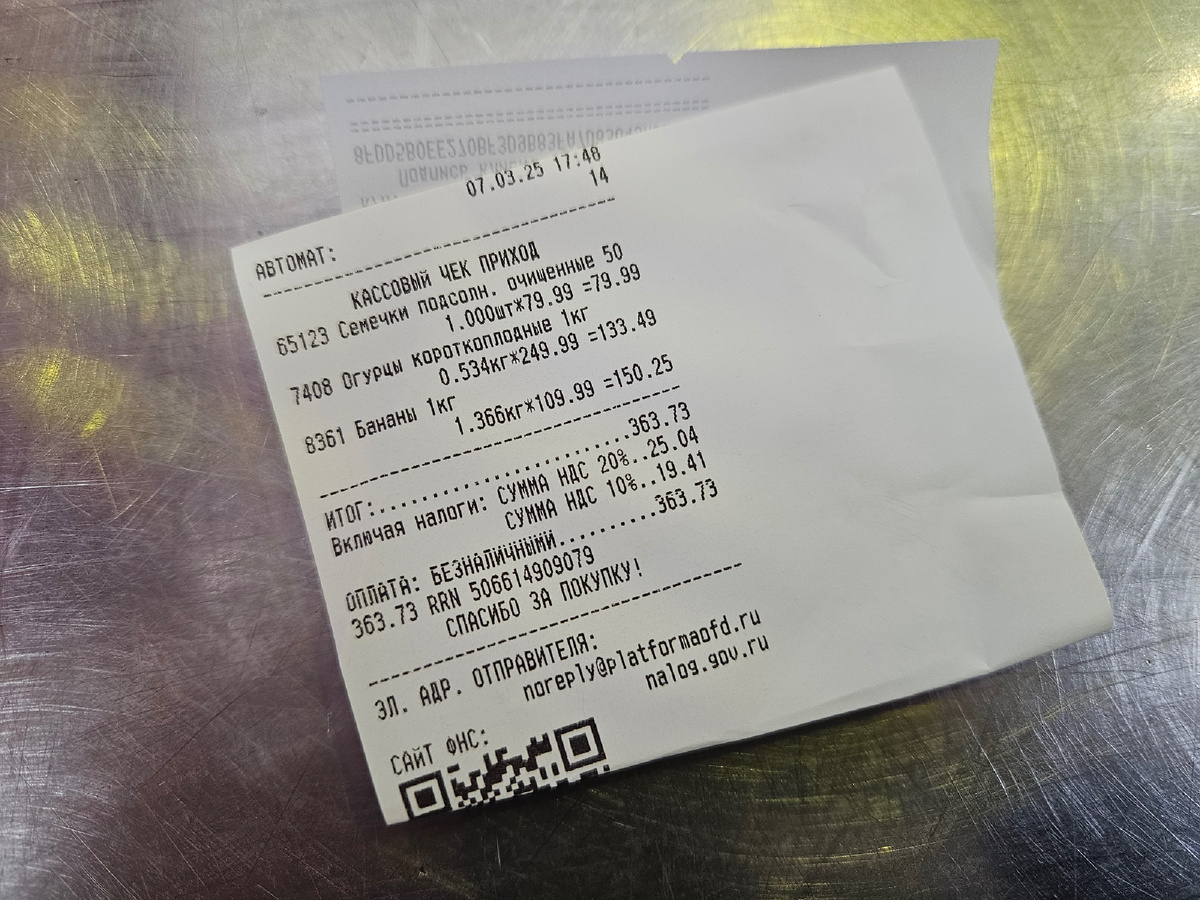 8FDD5B0EE270BF3D9B83FA7083043
Подпись клие
07.03.25 17:48
АВТОМАТ: 14
КАССОВЫЙ ЧЕК ПРИХОД
65123 Семечки подсолн. очищенные 50
1.000шт*79.99 =79.99
7408 Огурцы короткоплодные 1кг
0.534кг*249.99 =133.49
8361 Бананы 1кг
1.366кг*109.99 =150.25
ИТОГ:............................363.73
Включая налоги: СУММА НДС 20%..25.04
СУММА НДС 10%..19.41
ОПЛАТА: БЕЗНАЛИЧНЫМИ.........363.73
363.73 RRN 506614909079
СПАСИБО ЗА ПОКУПКУ!
ЭЛ. АДР. ОТПРАВИТЕЛЯ:
noreply@platformaofd.ru
САЙТ ФНС: nalog.gov.ru